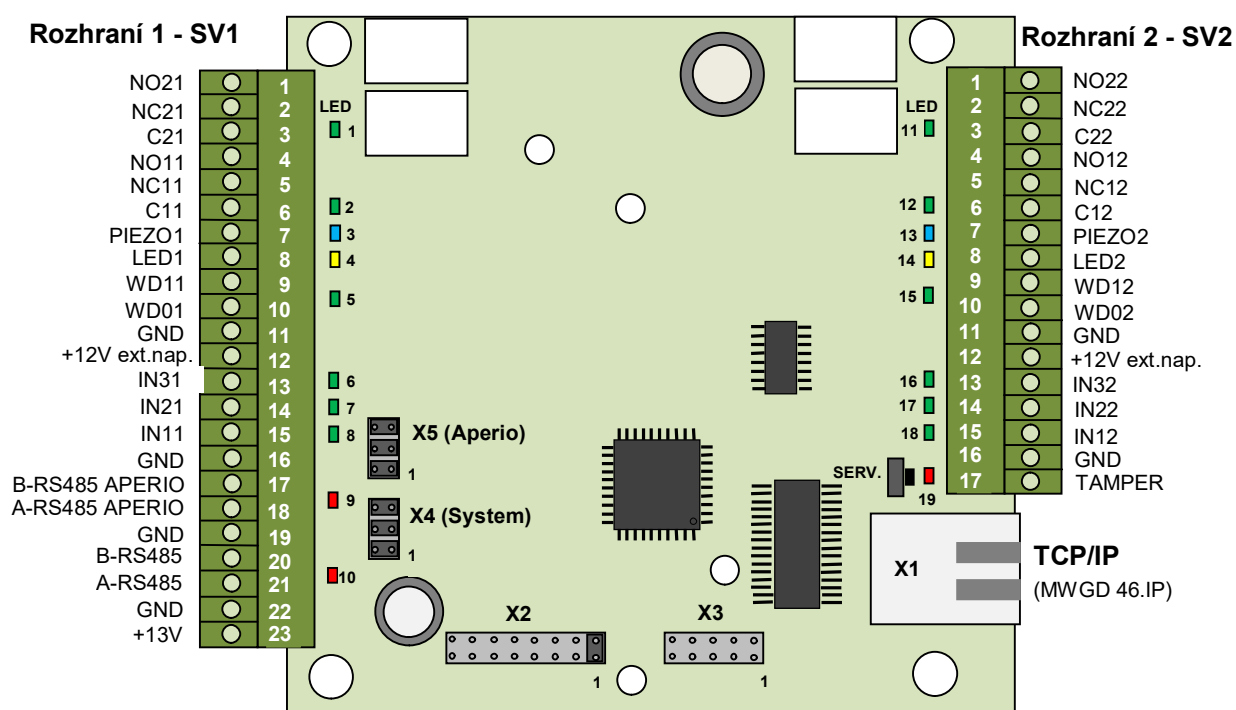 Rozhraní 1 - SV1
NO21 1
NC21 2
C21 3
NO11 4
NC11 5
C11 6
PIEZO1 7
LED1 8
WD11 9
WD01 10
GND 11
+12V ext.nap. 12
IN31 13
IN21 14
IN11 15
GND 16
B-RS485 APERIO 17
A-RS485 APERIO 18
GND 19
B-RS485 20
A-RS485 21
GND 22
+13V 23
LED
1
2
3
4
5
6
7
8
9
10
X5 (Aperio)
1
X4 (System)
1
X2
1
X3
1
LED
11
12
13
14
15
16
17
18
SERV.
19
X1
TCP/IP
(MWGD 46.IP)
Rozhraní 2 - SV2
1 NO22
2 NC22
3 C22
4 NO12
5 NC12
6 C12
7 PIEZO2
8 LED2
9 WD12
10 WD02
11 GND
12 +12V ext.nap.
13 IN32
14 IN22
15 IN12
16 GND
17 TAMPER